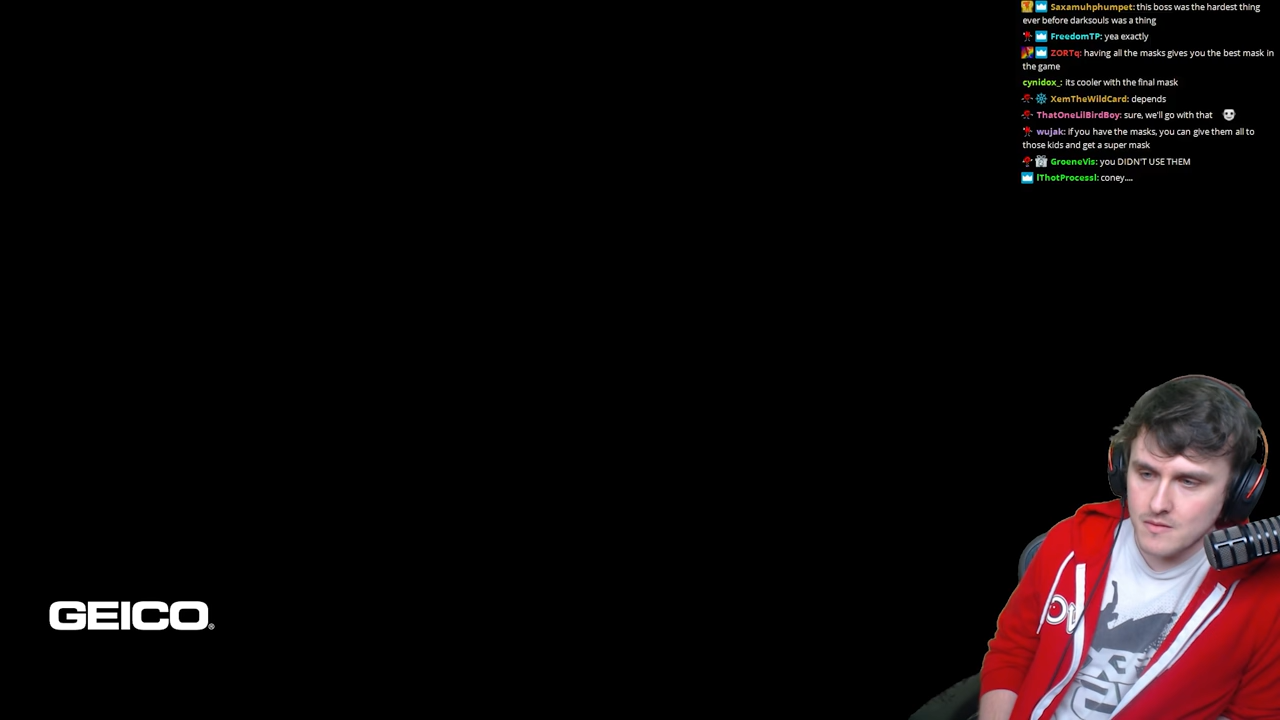 Saxamuhphumpet: this boss was the hardest thing
ever before darksouls was a thing
FreedomTP: yea exactly
ZORTq: having all the masks gives you the best mask in
the game
cynidox_: its cooler with the final mask
XemTheWildCard: depends
ThatOneLilBirdBoy: sure, we'll go with that
wujak: if you have the masks, you can give them all to
those kids and get a super mask
GroeneVis: you DIDN'T USE THEM
lThotProcessl: coney....
GEICO®